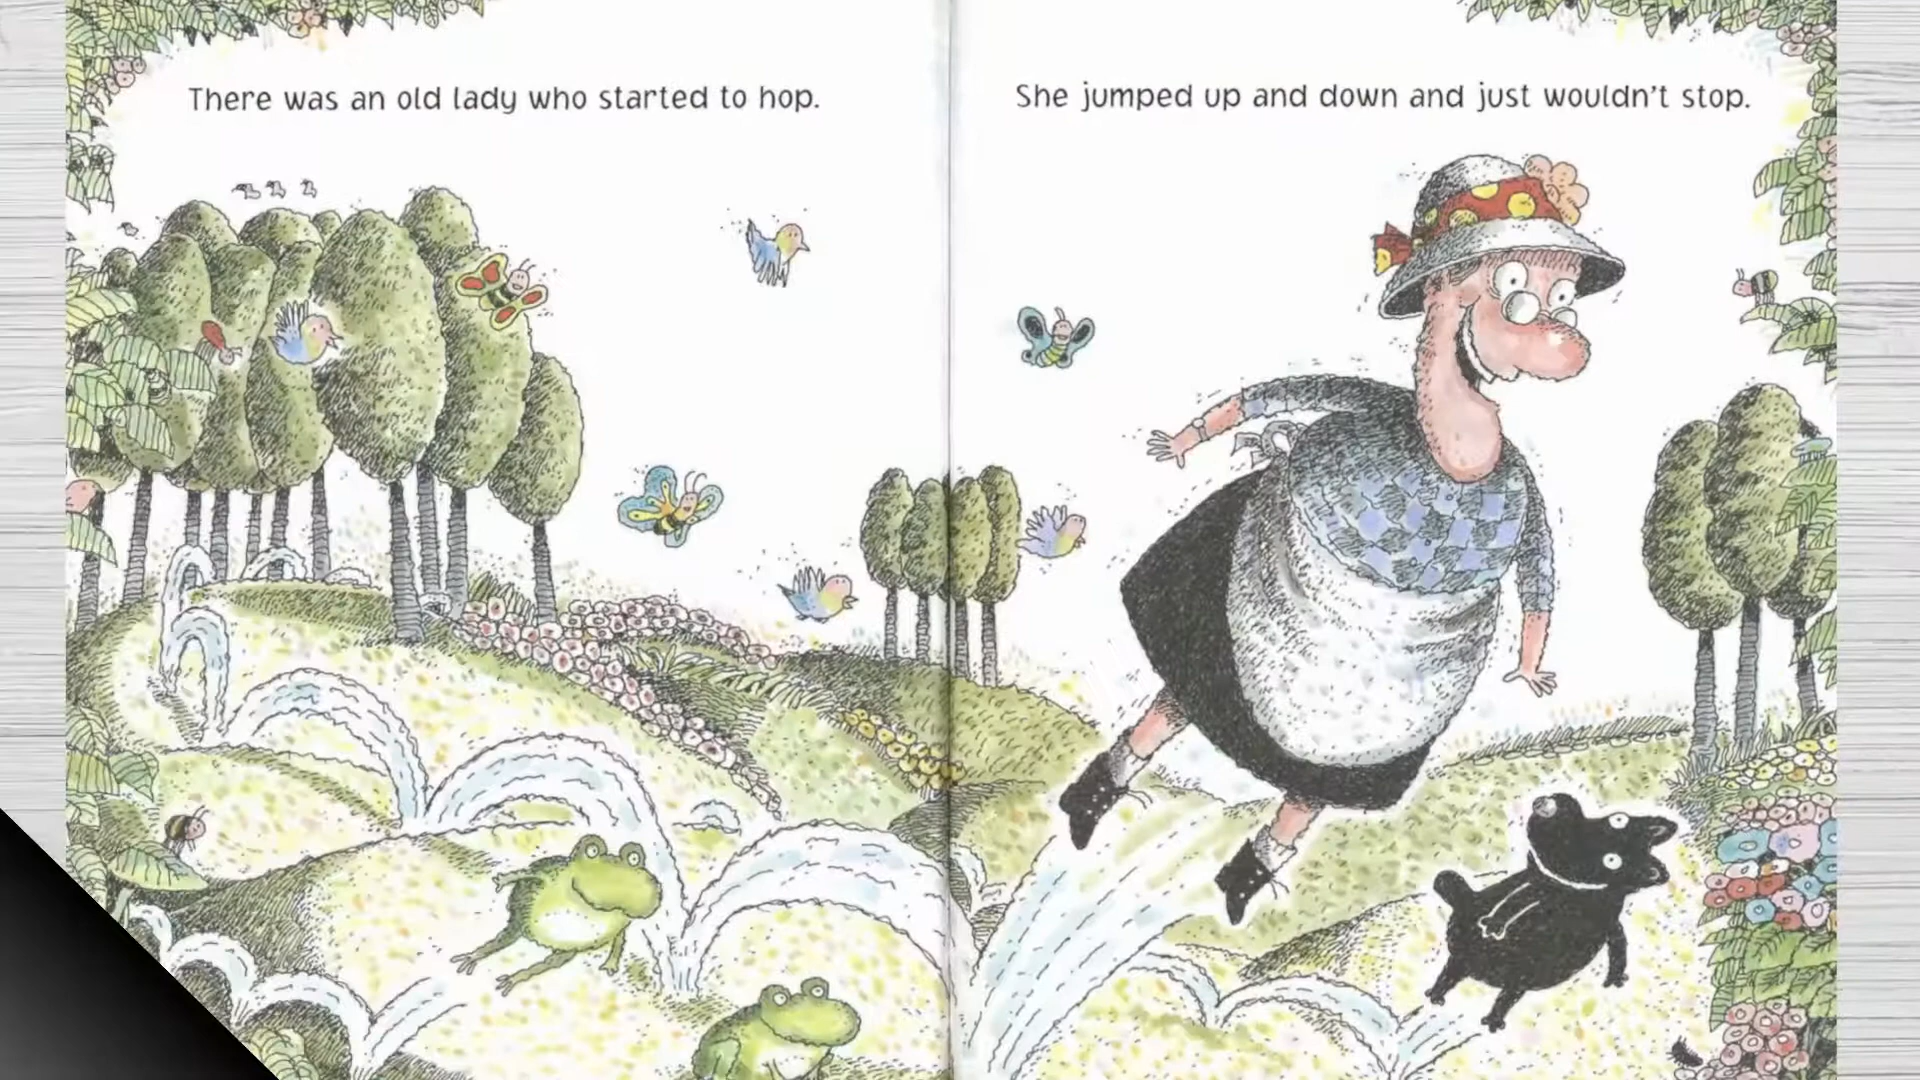 There was an old lady who started to hop.
She jumped up and down and just wouldn't stop.